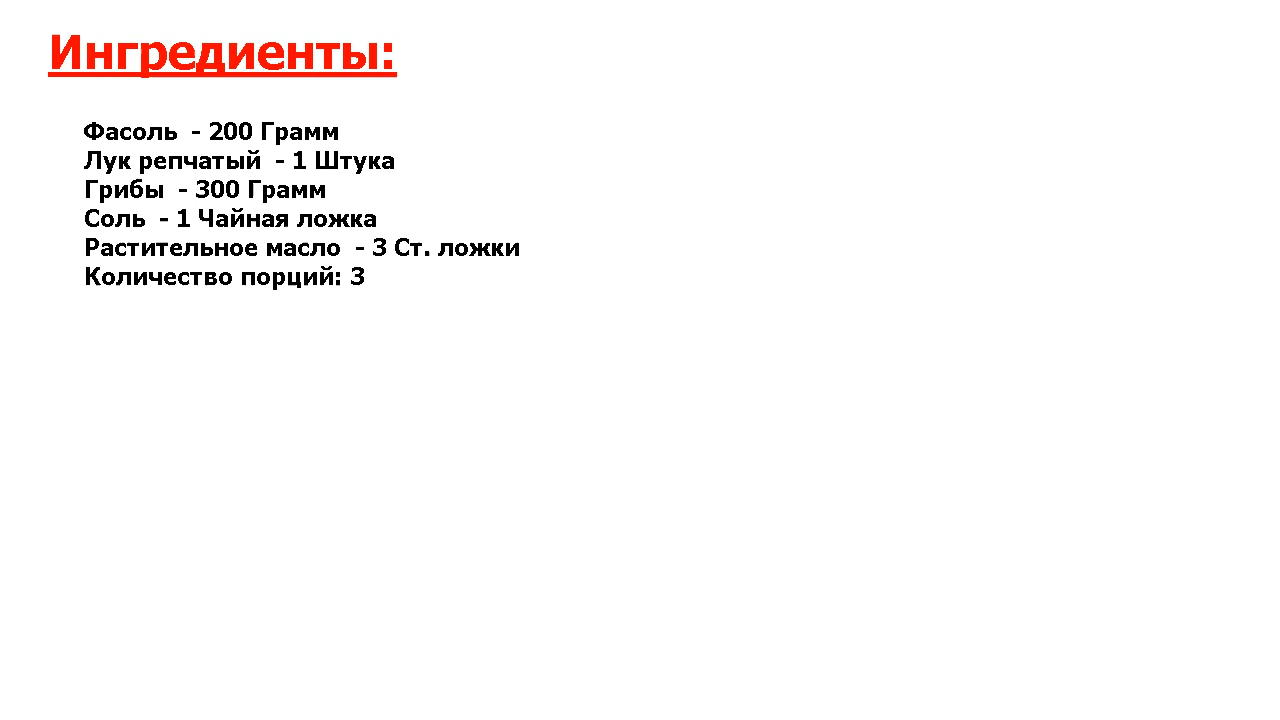 Ингредиенты:
Фасоль  - 200 Грамм
Лук репчатый  - 1 Штука
Грибы  - 300 Грамм
Соль  - 1 Чайная ложка
Растительное масло  - 3 Ст. ложки
Количество порций: 3